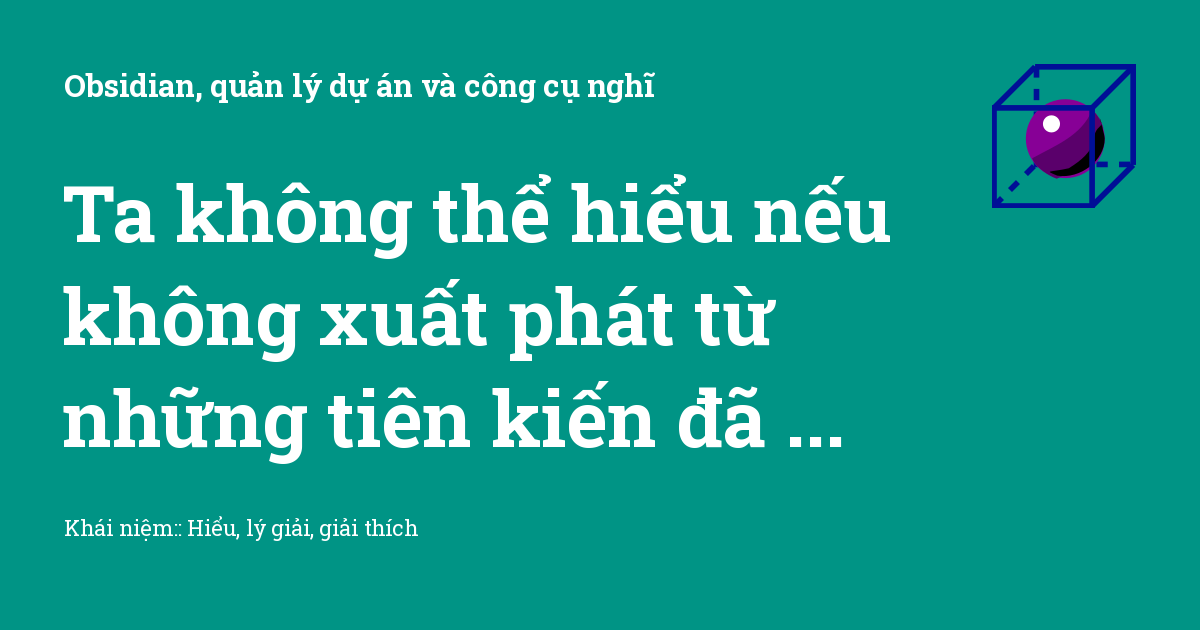 Obsidian, quản lý dự án và công cụ nghĩ
Ta không thể hiểu nếu
không xuất phát từ
những tiên kiến đã ...
Khái niệm:: Hiểu, lý giải, giải thích